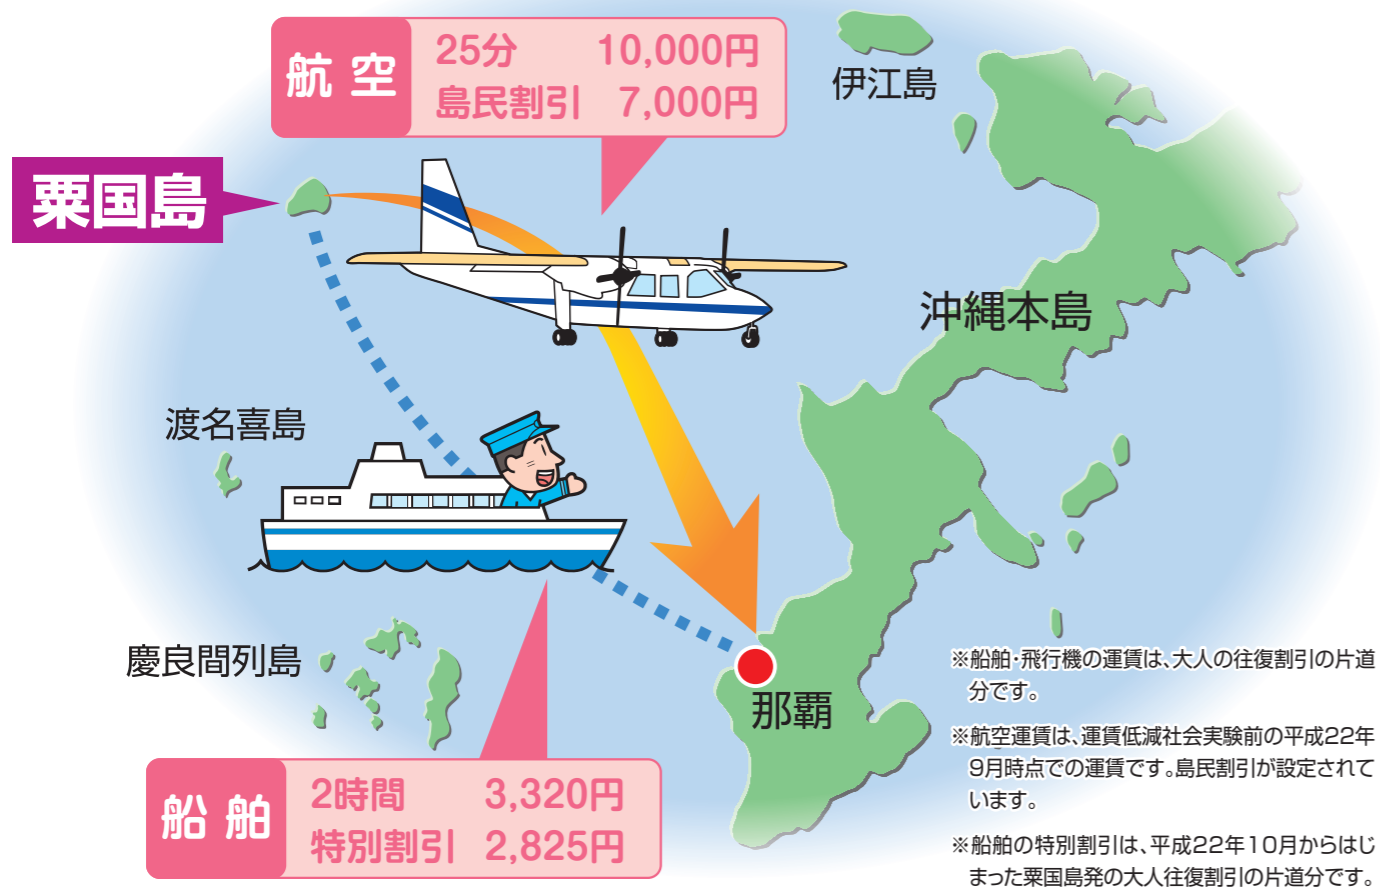 航空
25分 10,000円
島民割引 7,000円
伊江島
粟国島
沖縄本島
渡名喜島
慶良間列島
那覇
船舶
2時間 3,320円
特別割引 2,825円
※船舶・飛行機の運賃は、大人の往復割引の片道
分です。
※航空運賃は、運賃低減社会実験前の平成22年
9月時点での運賃です。島民割引が設定されて
います。
※船舶の特別割引は、平成22年10月からはじ
まった粟国島発の大人往復割引の片道分です。